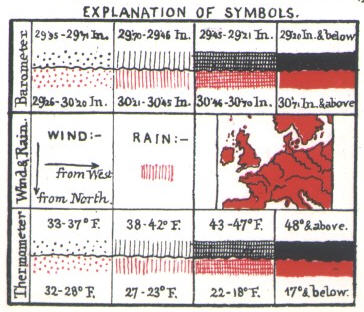 EXPLANATION OF SYMBOLS.
Barometer
29·95-29·71 In. 29·70-29·46 In. 29·45-29·21 In. 29·20 In. & below
29·96-30·20 In. 30·21-30·45 In. 30·46-30·70 In. 30·71 In. & above
Wind & Rain.
WIND:- RAIN:-
from West
from North.
Thermometer
33-37° F. 38-42° F. 43-47° F. 48° & above.
32-28° F. 27-23° F. 22-18° F. 17° & below.